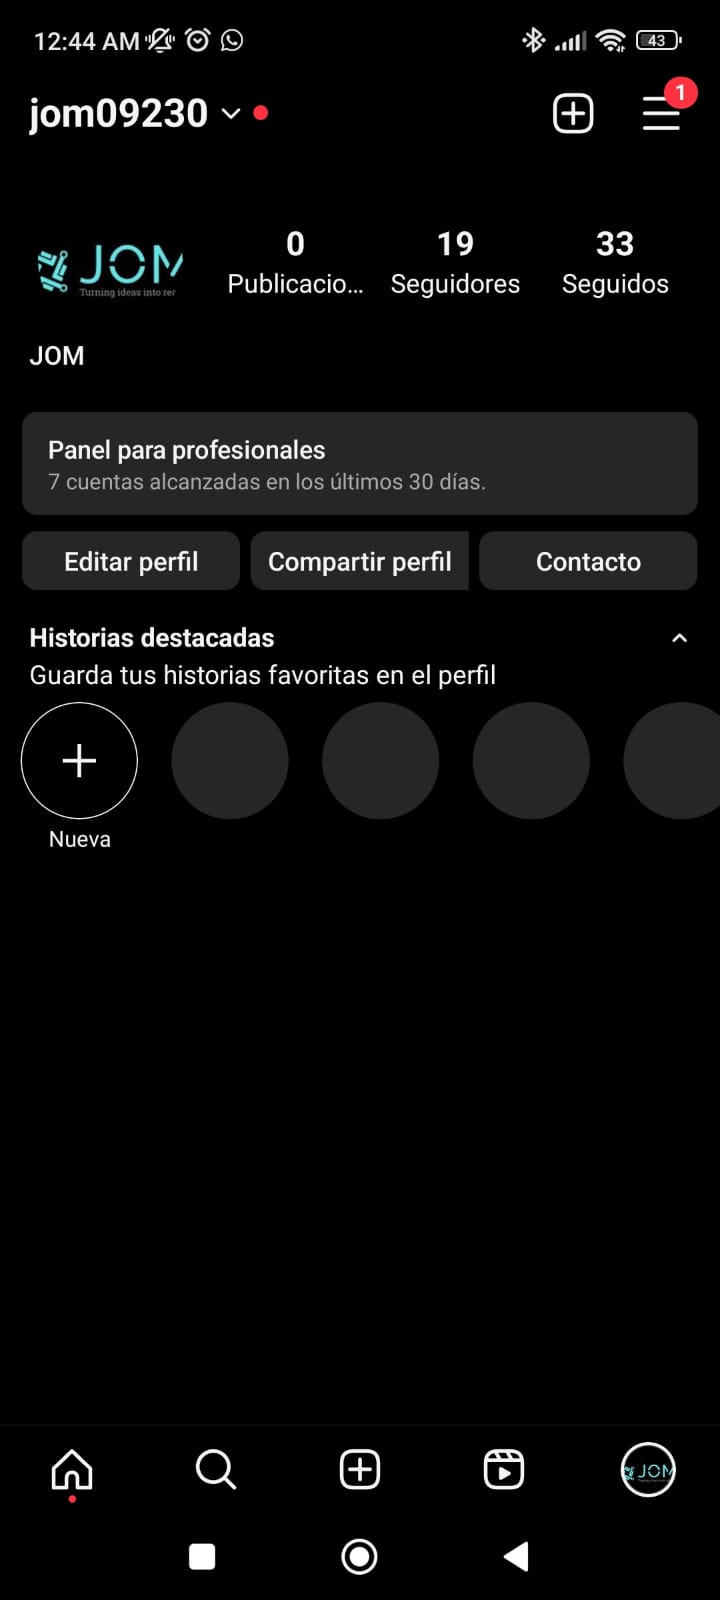 12:44 AM
43
jom09230
1
JOM
Turning ideas into
0
19
33
Publicacio...
Seguidores
Seguidos
JOM
Panel para profesionales
7 cuentas alcanzadas en los últimos 30 días.
Editar perfil
Compartir perfil
Contacto
Historias destacadas
Guarda tus historias favoritas en el perfil
Nueva
JOM